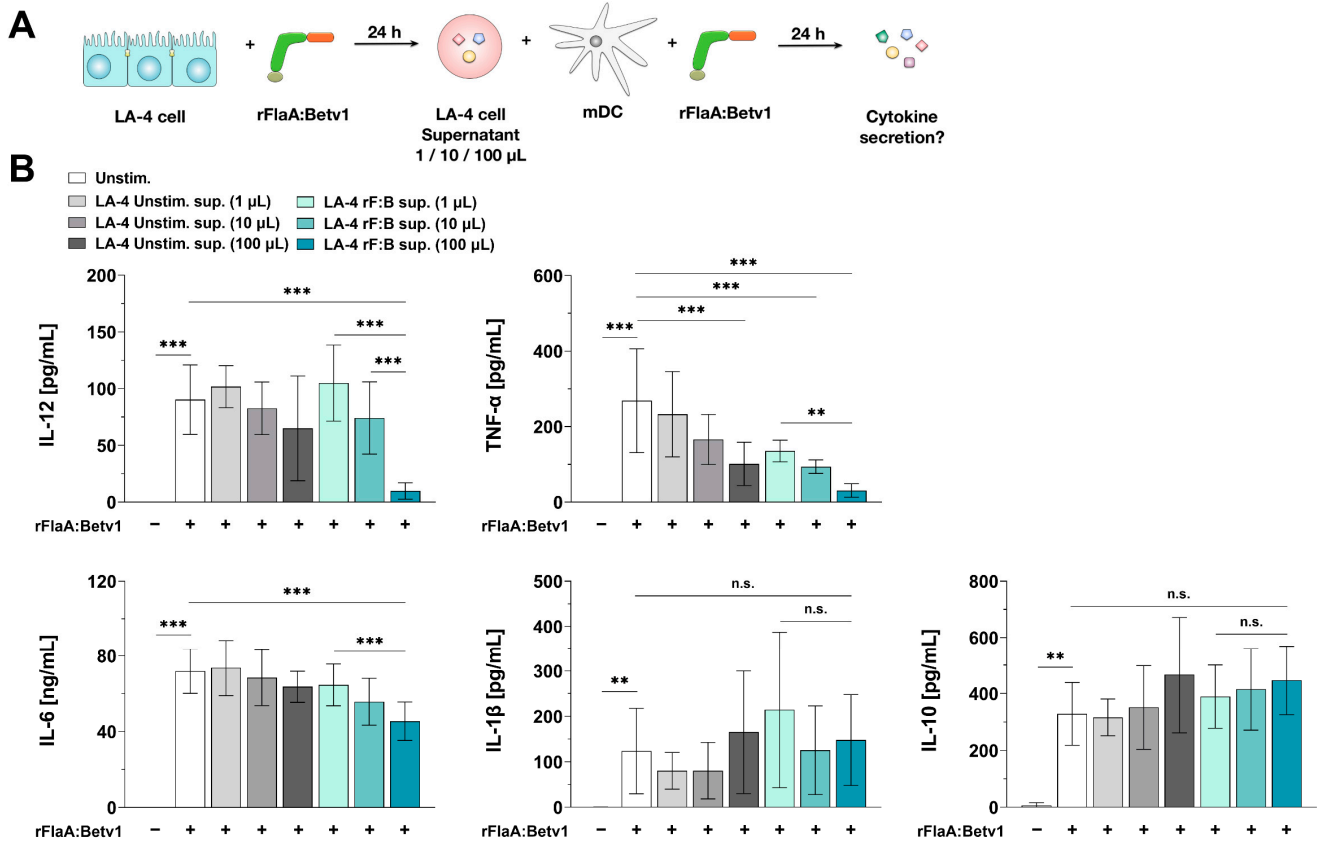 A
+
24 h
+
+
24 h
LA-4 cell
rFlaA:Betv1
LA-4 cell
Supernatant
1 / 10 / 100 µL
mDC
rFlaA:Betv1
Cytokine
secretion?
B
Unstim.
LA-4 Unstim. sup. (1 µL)
LA-4 rF:B sup. (1 µL)
LA-4 Unstim. sup. (10 µL)
LA-4 rF:B sup. (10 µL)
LA-4 Unstim. sup. (100 µL)
LA-4 rF:B sup. (100 µL)
IL-12 [pg/mL]
200
150
100
50
0
***
***
***
***
rFlaA:Betv1 − + + + + + + +
TNF-α [pg/mL]
600
400
200
0
***
***
***
***
**
rFlaA:Betv1 − + + + + + + +
IL-6 [ng/mL]
120
80
40
0
***
***
***
rFlaA:Betv1 − + + + + + + +
IL-1β [pg/mL]
500
400
300
200
100
0
n.s.
n.s.
**
rFlaA:Betv1 − + + + + + + +
IL-10 [pg/mL]
800
600
400
200
0
n.s.
n.s.
**
rFlaA:Betv1 − + + + + + + +